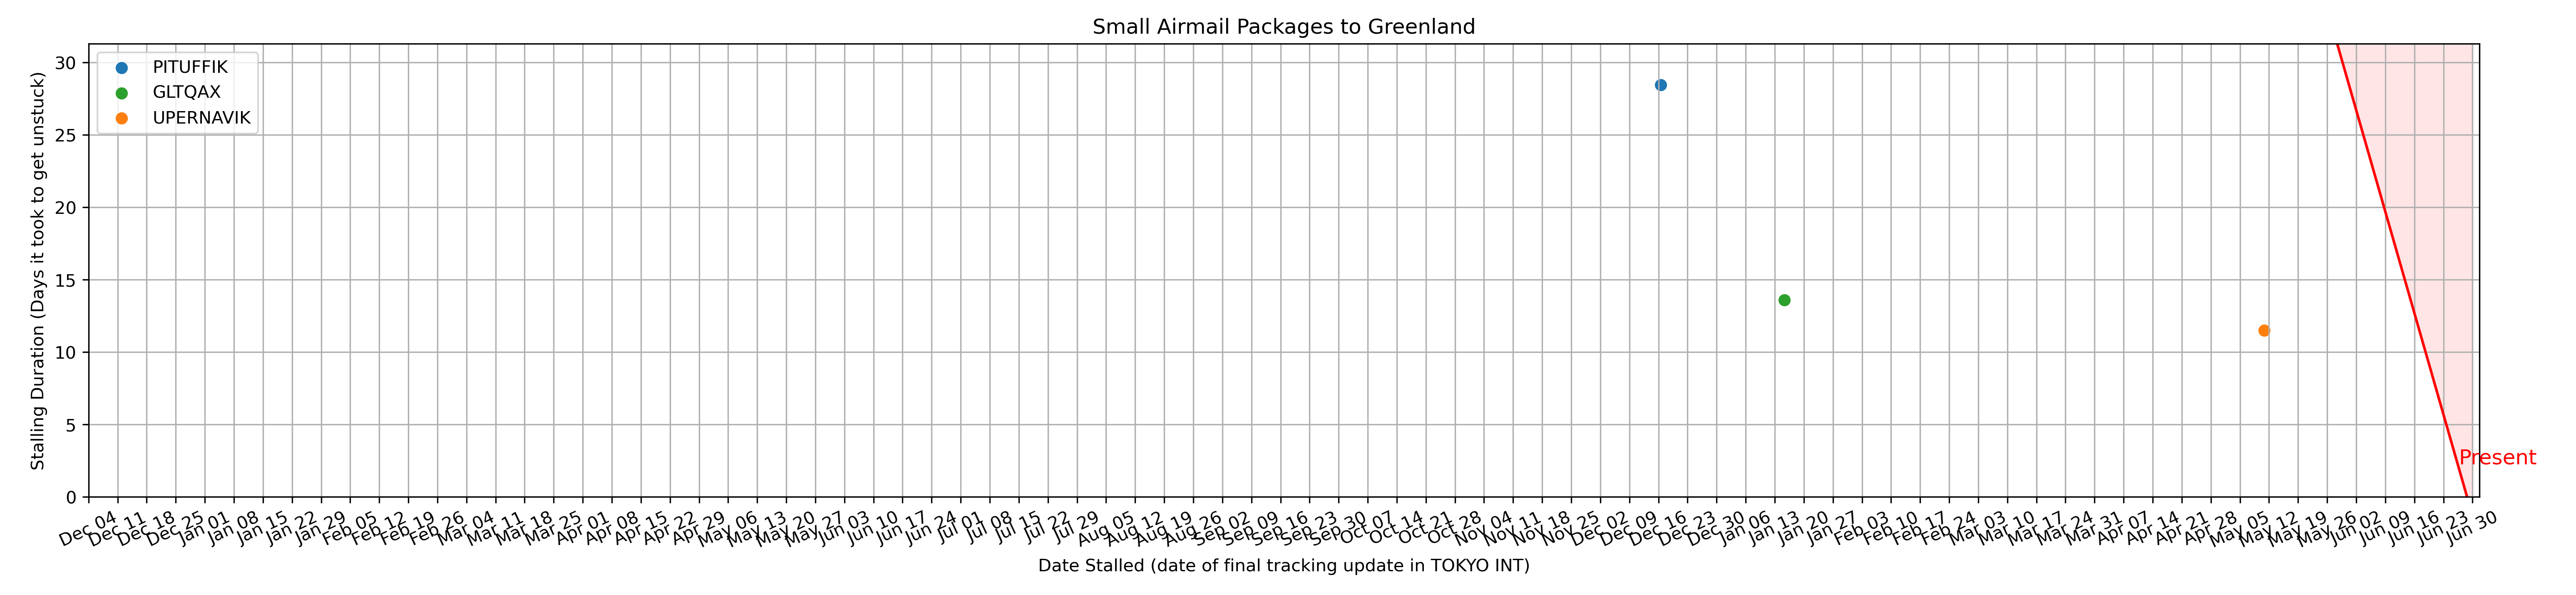 Small Airmail Packages to Greenland
PITUFFIK
GLTQAX
UPERNAVIK
Stalling Duration (Days it took to get unstuck)
30
25
20
15
10
5
0
Present
Dec 04
Dec 11
Dec 18
Dec 25
Jan 01
Jan 08
Jan 15
Jan 22
Jan 29
Feb 05
Feb 12
Feb 19
Feb 26
Mar 04
Mar 11
Mar 18
Mar 25
Apr 01
Apr 08
Apr 15
Apr 22
Apr 29
May 06
May 13
May 20
May 27
Jun 03
Jun 10
Jun 17
Jun 24
Jul 01
Jul 08
Jul 15
Jul 22
Jul 29
Aug 05
Aug 12
Aug 19
Aug 26
Sep 02
Sep 09
Sep 16
Sep 23
Sep 30
Oct 07
Oct 14
Oct 21
Oct 28
Nov 04
Nov 11
Nov 18
Nov 25
Dec 02
Dec 09
Dec 16
Dec 23
Dec 30
Jan 06
Jan 13
Jan 20
Jan 27
Feb 03
Feb 10
Feb 17
Feb 24
Mar 03
Mar 10
Mar 17
Mar 24
Mar 31
Apr 07
Apr 14
Apr 21
Apr 28
May 05
May 12
May 19
May 26
Jun 02
Jun 09
Jun 16
Jun 23
Jun 30
Date Stalled (date of final tracking update in TOKYO INT)